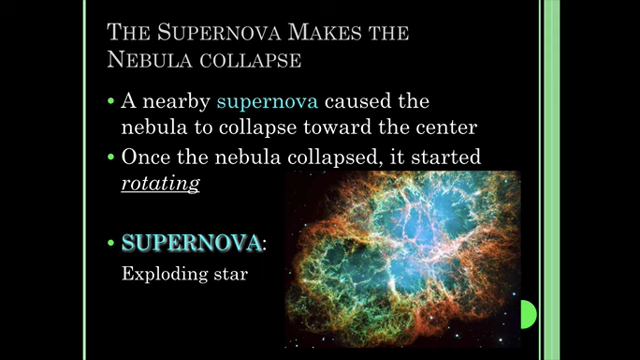 THE SUPERNOVA MAKES THE
NEBULA COLLAPSE
• A nearby supernova caused the
nebula to collapse toward the center
• Once the nebula collapsed, it started
rotating
• SUPERNOVA:
Exploding star